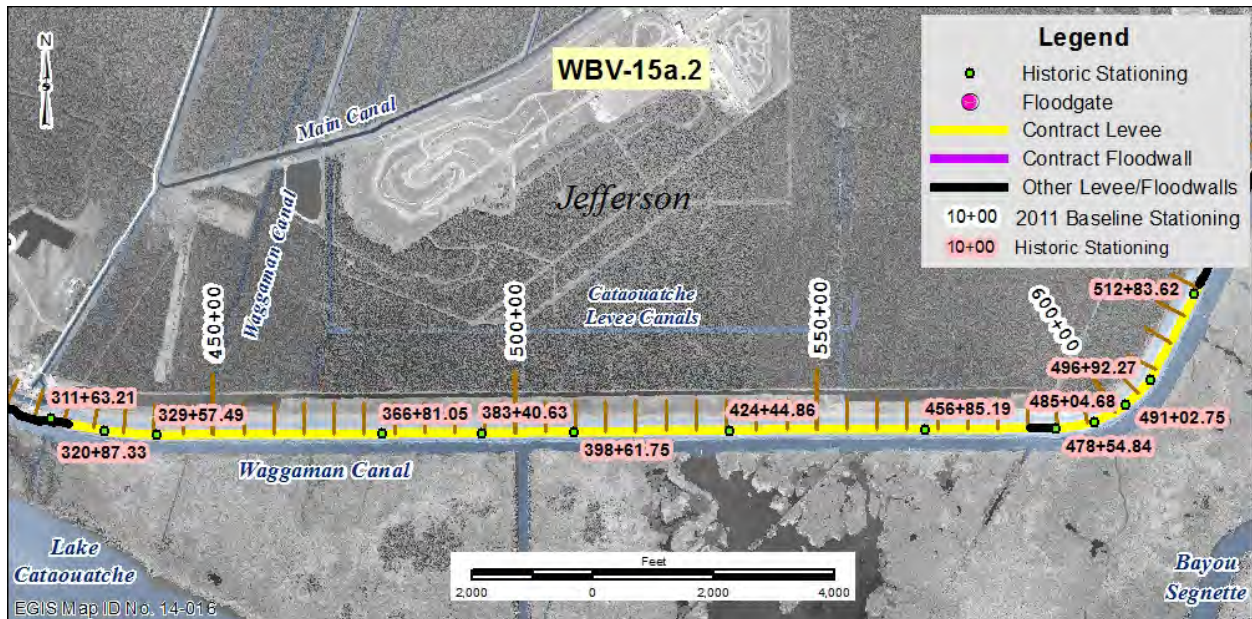 N
S
WBV-15a.2
Legend
Historic Stationing
Floodgate
Contract Levee
Contract Floodwall
Other Levee/Floodwalls
10+00 2011 Baseline Stationing
10+00 Historic Stationing
Main Canal
Jefferson
Waggaman Canal
Cataouatche
Levee Canals
450+00
500+00
550+00
600+00
512+83.62
496+92.27
311+63.21
329+57.49
366+81.05
383+40.63
424+44.86
456+85.19
485+04.68
491+02.75
320+87.33
398+61.75
478+54.84
Waggaman Canal
Lake
Cataouatche
Bayou
Segnette
Feet
2,000 0 2,000 4,000
EGIS Map ID No. 14-016